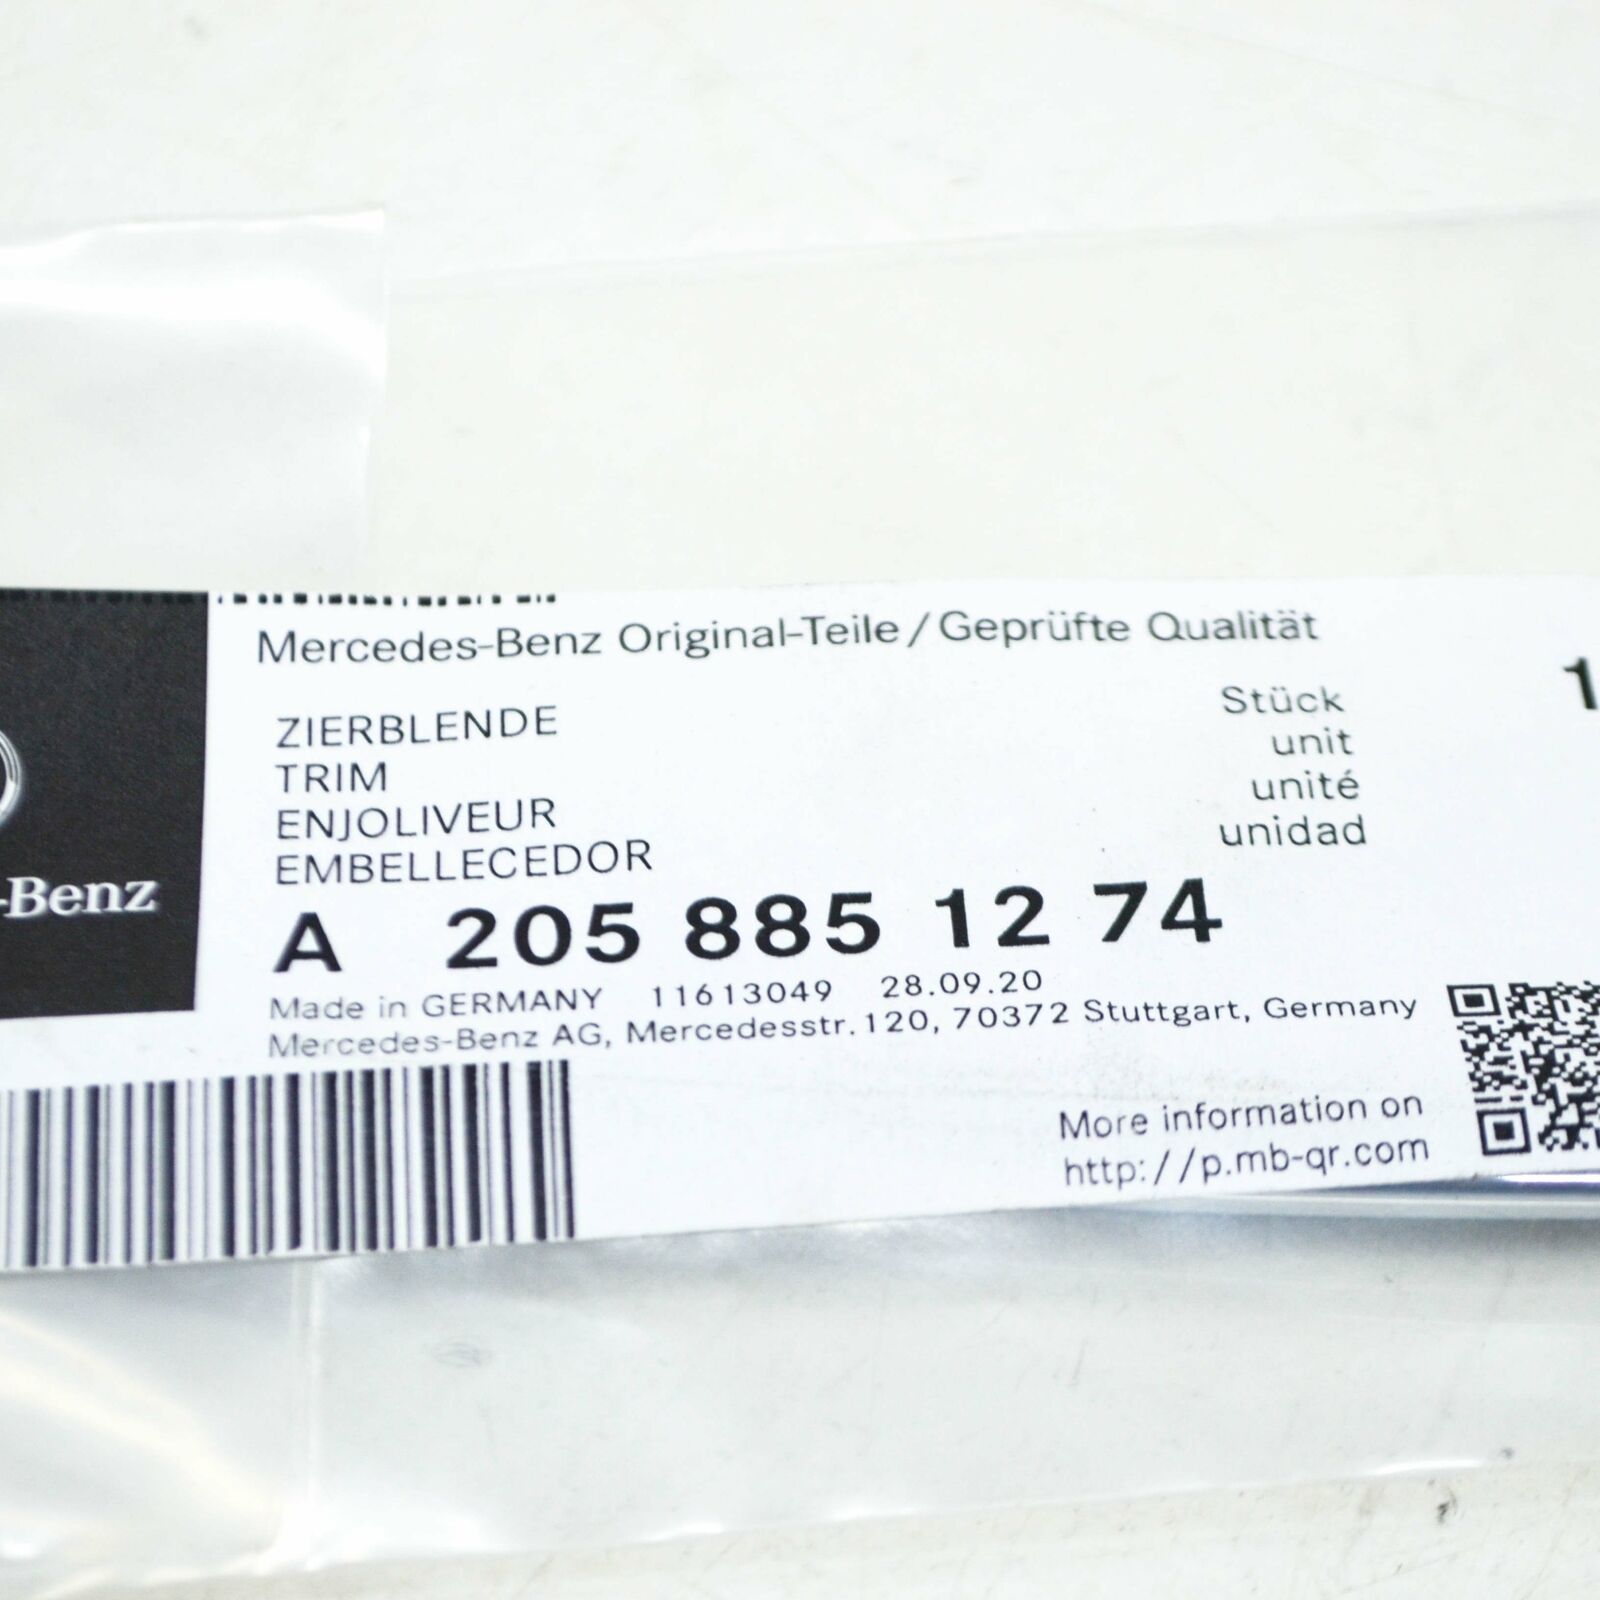 Mercedes-Benz Original-Teile/Geprüfte Qualität
ZIERBLENDE
TRIM
ENJOLIVEUR
EMBELLECEDOR
Stück
unit
unité
unidad
1
-Benz
A 205 885 12 74
Made in GERMANY 11613049 28.09.20
Mercedes-Benz AG, Mercedesstr.120, 70372 Stuttgart, Germany
More information on
http://p.mb-qr.com